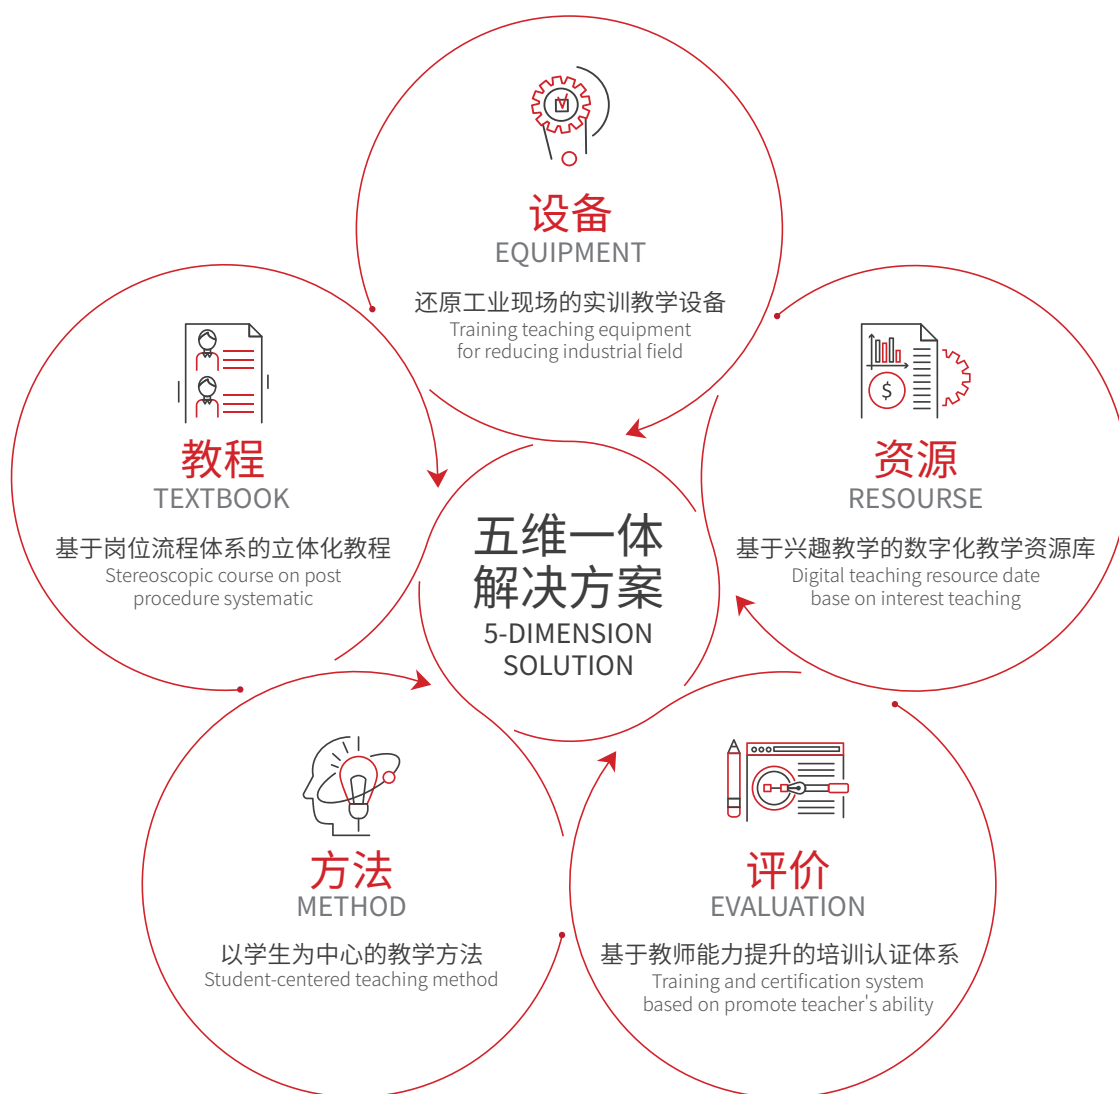 设备
EQUIPMENT
还原工业现场的实训教学设备
Training teaching equipment
for reducing industrial field
教程
TEXTBOOK
基于岗位流程体系的立体化教程
Stereoscopic course on post
procedure systematic
五维一体
解决方案
5-DIMENSION
SOLUTION
$
资源
RESOURSE
基于兴趣教学的数字化教学资源库
Digital teaching resource date
base on interest teaching
方法
METHOD
以学生为中心的教学方法
Student-centered teaching method
评价
EVALUATION
基于教师能力提升的培训认证体系
Training and certification system
based on promote teacher's ability